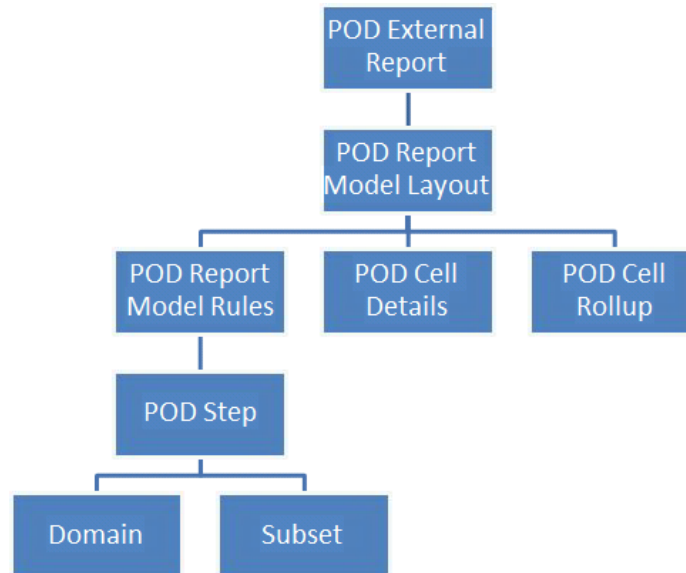 POD External
Report
POD Report
Model Layout
POD Report
Model Rules
POD Cell
Details
POD Cell
Rollup
POD Step
Domain
Subset